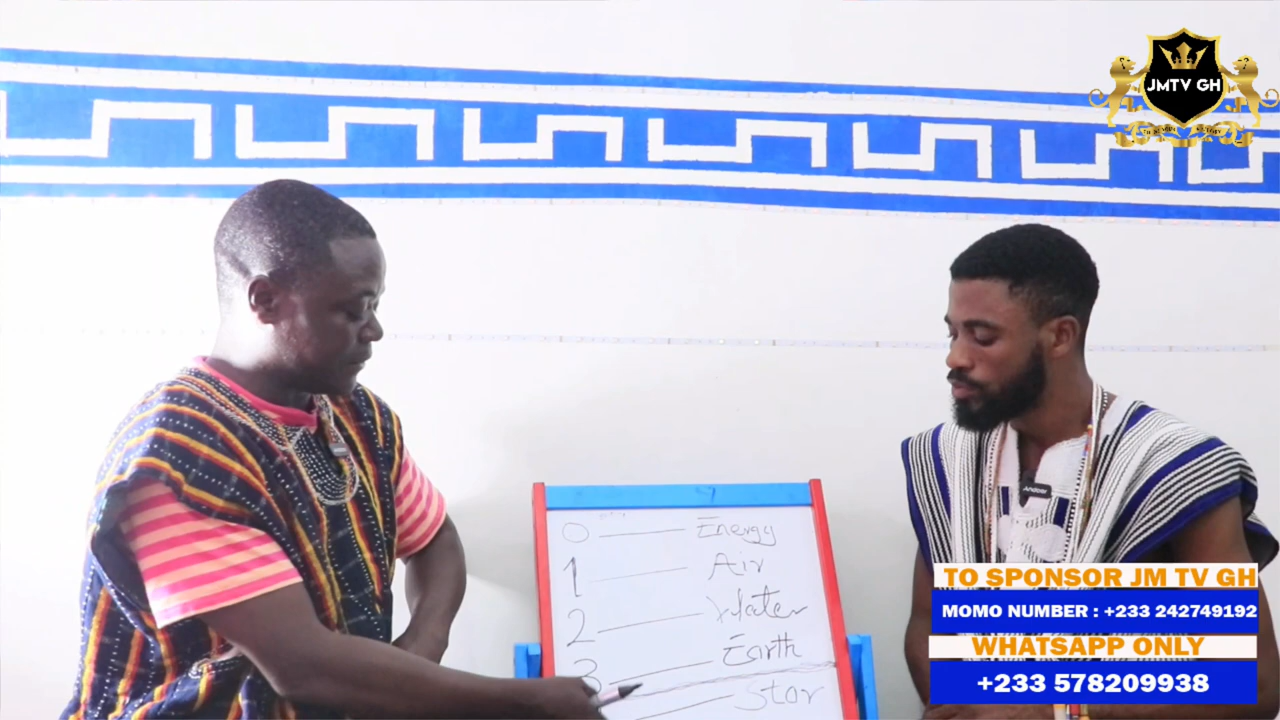 JMTV GH
0 — Energy
1 — Air
2 — Water
3 — Earth
— Star
Andoer
TO SPONSOR JM TV GH
MOMO NUMBER : +233 242749192
WHATSAPP ONLY
+233 578209938